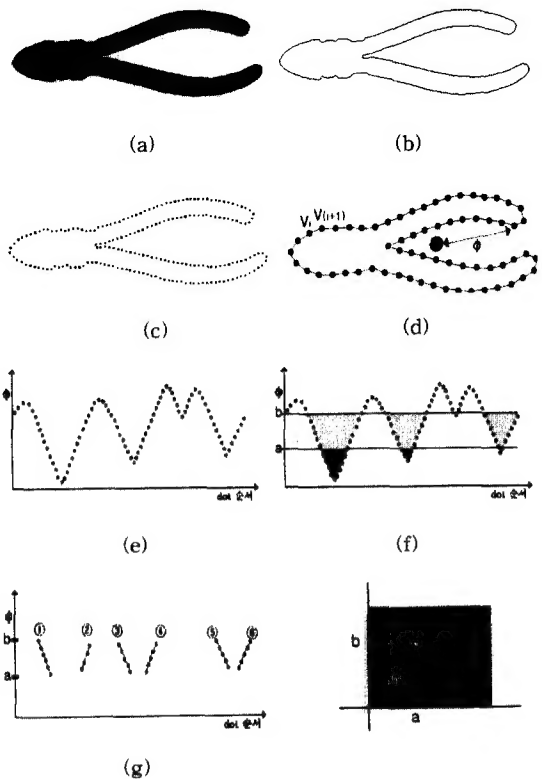 (a)
(b)
V_i V_(i+1)
φ
(c)
(d)
φ
dot 순서
φ
b
a
dot 순서
(e)
(f)
φ
b
a
① ② ③ ④ ⑤ ⑥
dot 순서
b
a
(g)